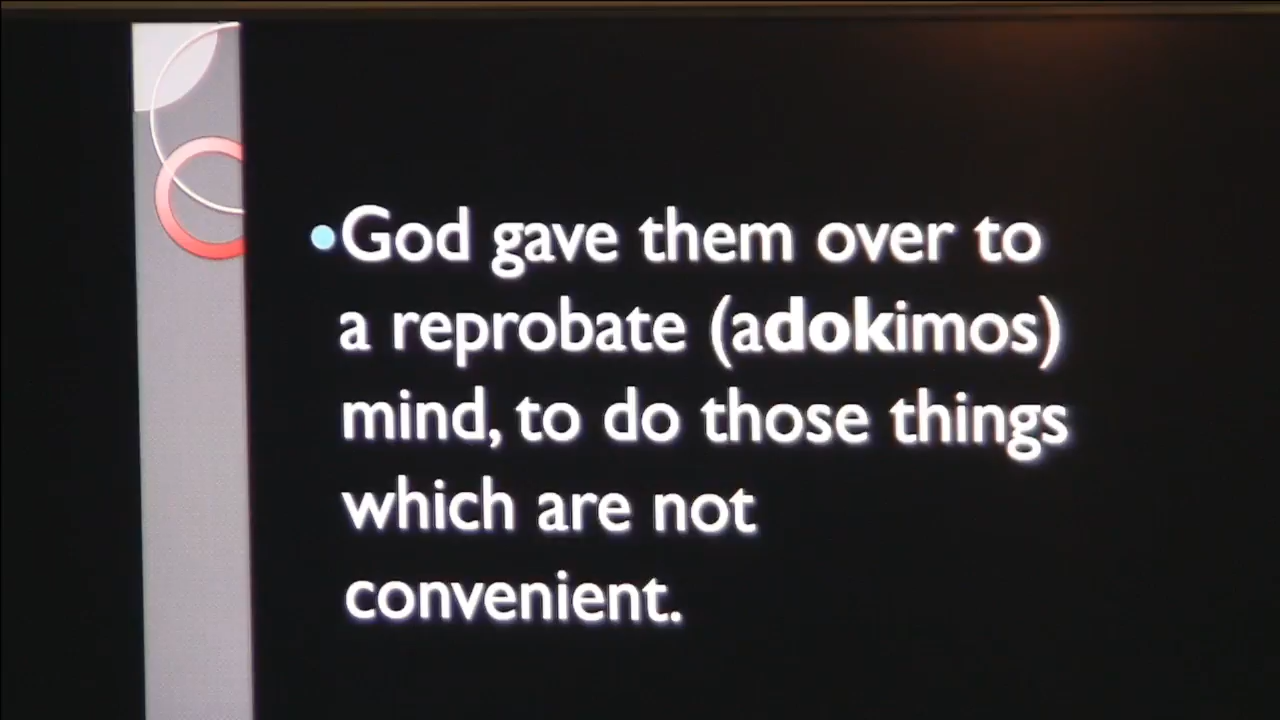 •God gave them over to
a reprobate (adokimos)
mind, to do those things
which are not
convenient.